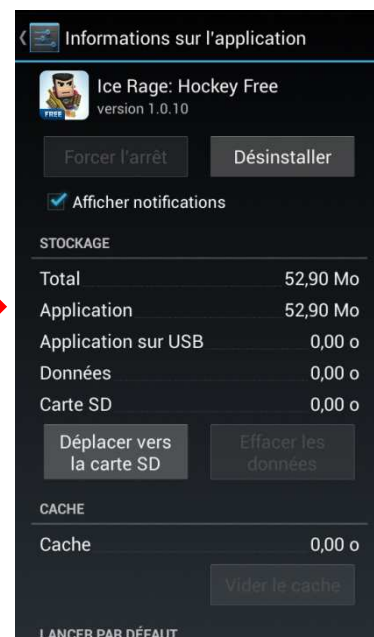 Informations sur l'application
Ice Rage: Hockey Free
version 1.0.10
FREE
Forcer l'arrêt Désinstaller
Afficher notifications
STOCKAGE
Total 52,90 Mo
Application 52,90 Mo
Application sur USB 0,00 o
Données 0,00 o
Carte SD 0,00 o
Déplacer vers la carte SD Effacer les données
CACHE
Cache 0,00 o
Vider le cache
LANCER PAR DÉFAUT